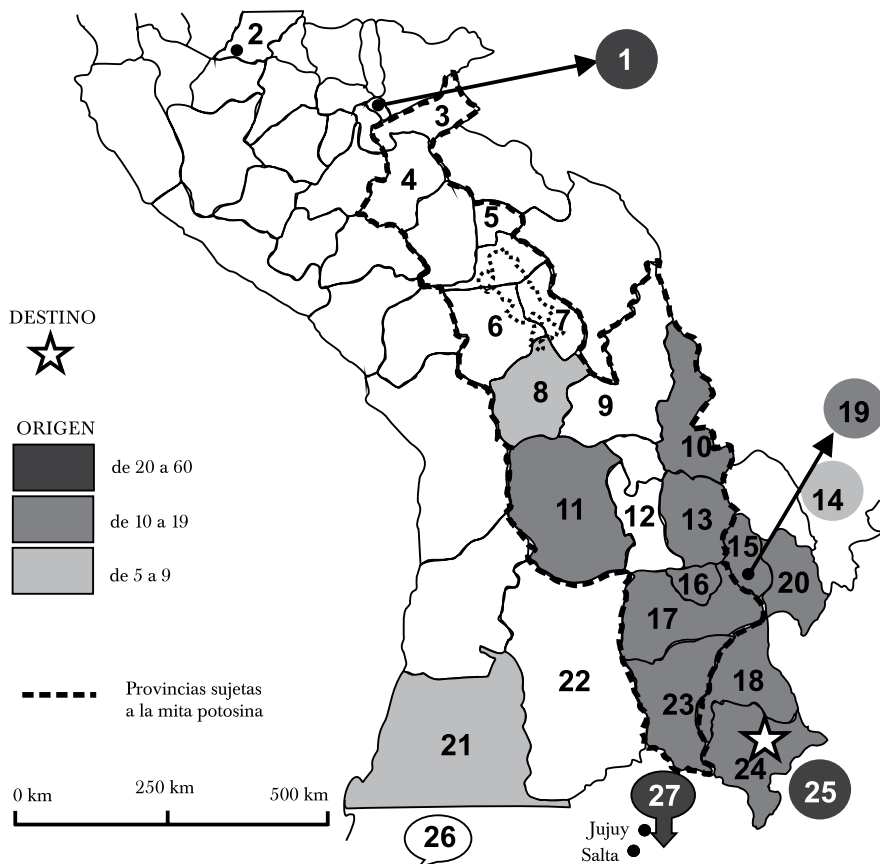 2
1
3
4
5
6
7
8
9
10
19
14
11
12
13
15
16
20
17
22
18
23
21
24
25
27
26
Jujuy
Salta
DESTINO
ORIGEN
de 20 a 60
de 10 a 19
de 5 a 9
Provincias sujetas
a la mita potosina
0 km
250 km
500 km